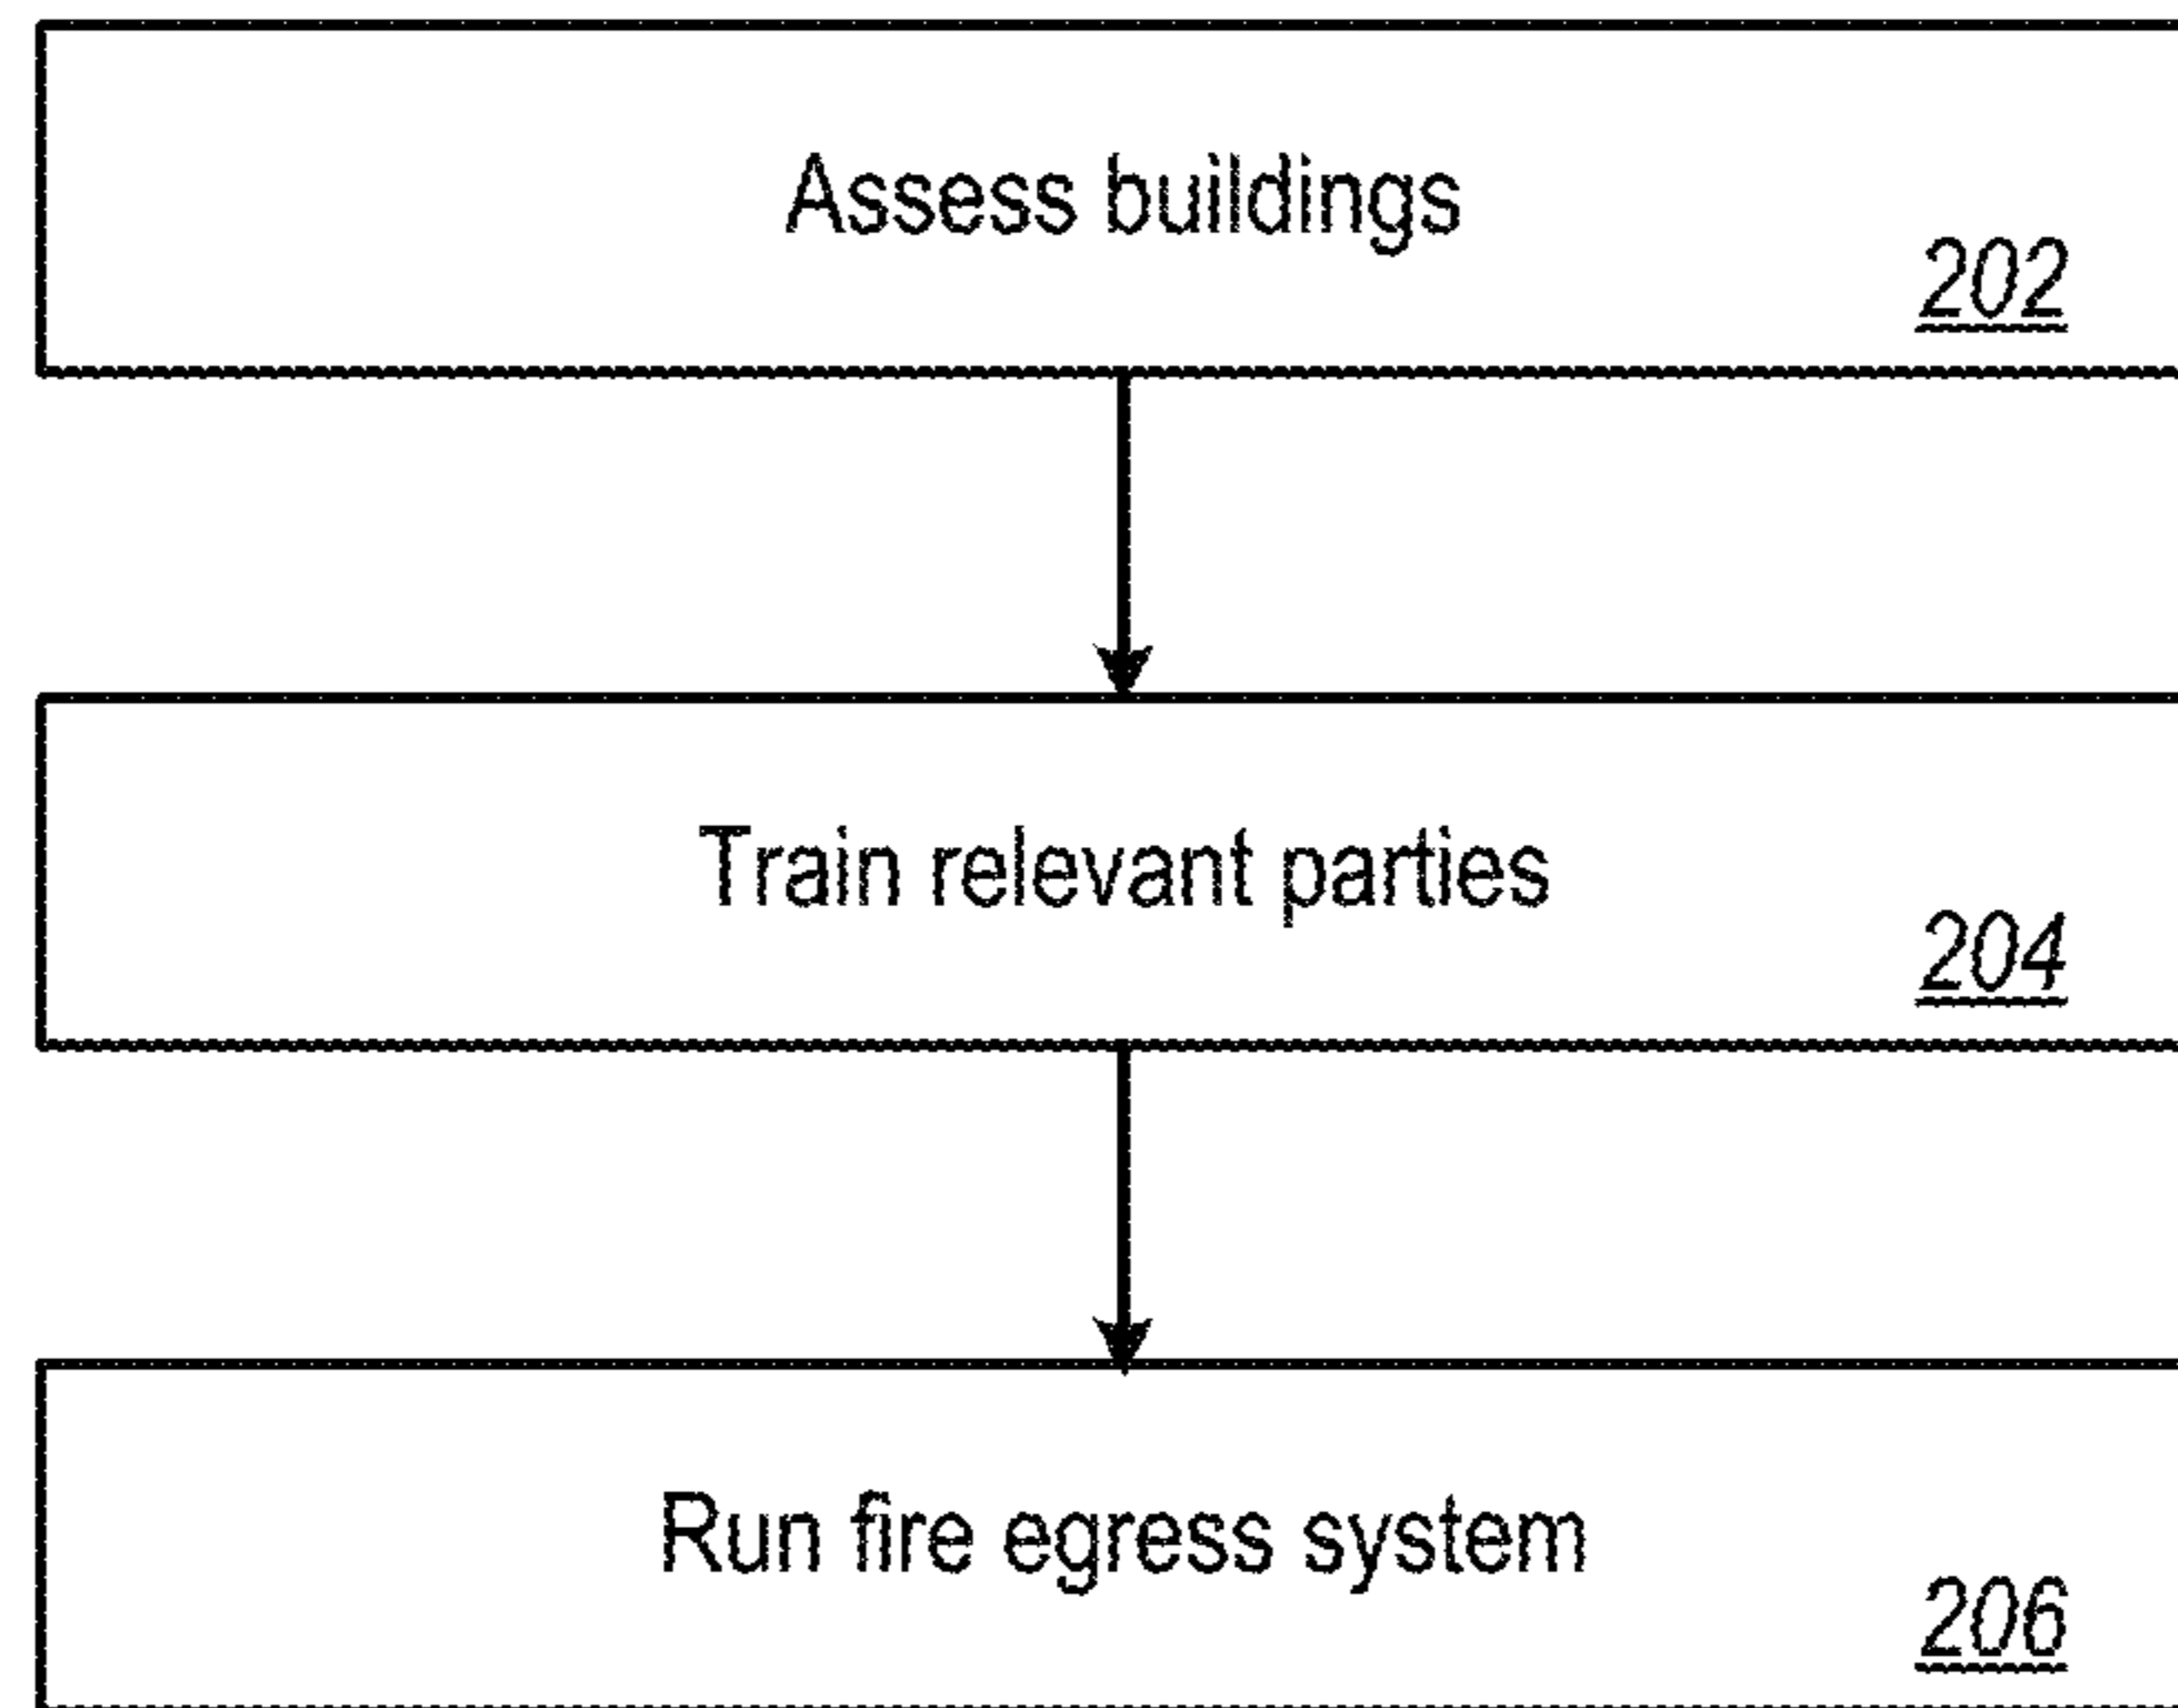 Assess buildings
202
Train relevant parties
204
Run fire egress system
206